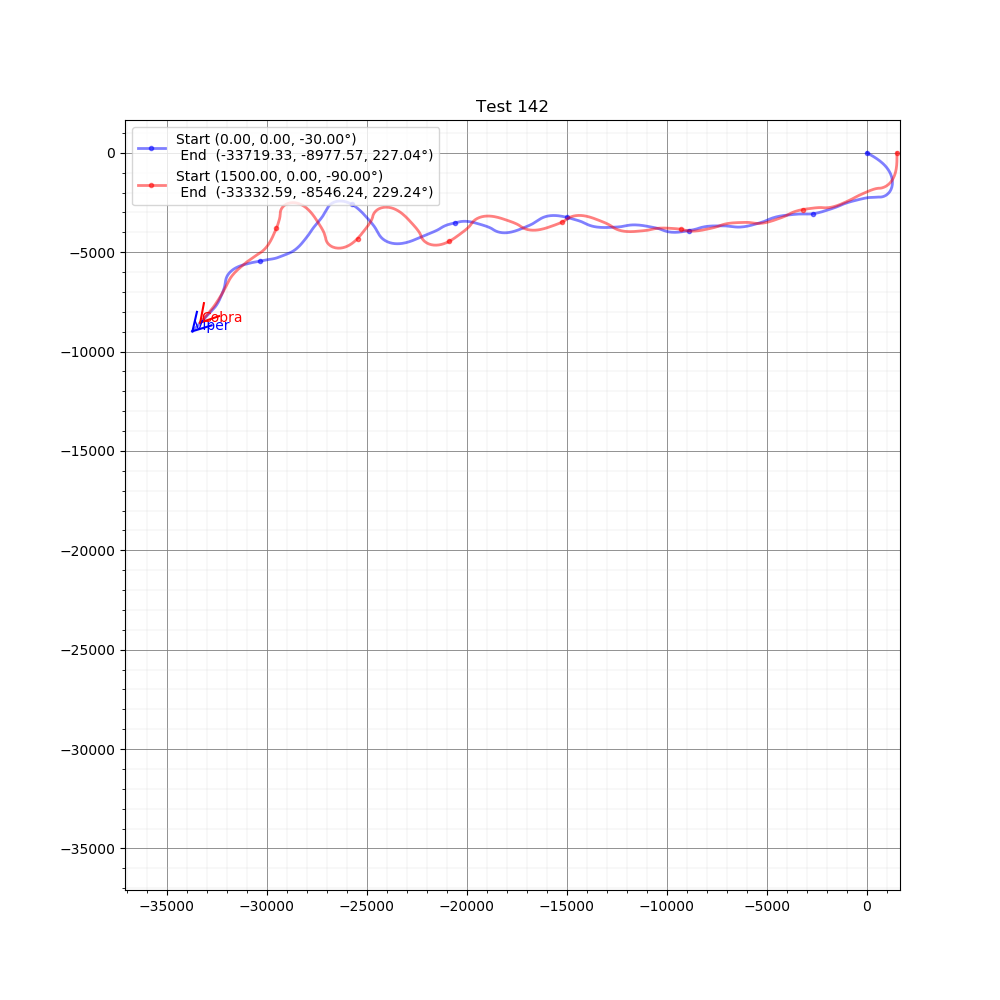 Test 142
Start (0.00, 0.00, -30.00°)
End  (-33719.33, -8977.57, 227.04°)
Start (1500.00, 0.00, -90.00°)
End  (-33332.59, -8546.24, 229.24°)
0
−5000
−10000
−15000
−20000
−25000
−30000
−35000
Cobra
Viper
−35000 −30000 −25000 −20000 −15000 −10000 −5000 0